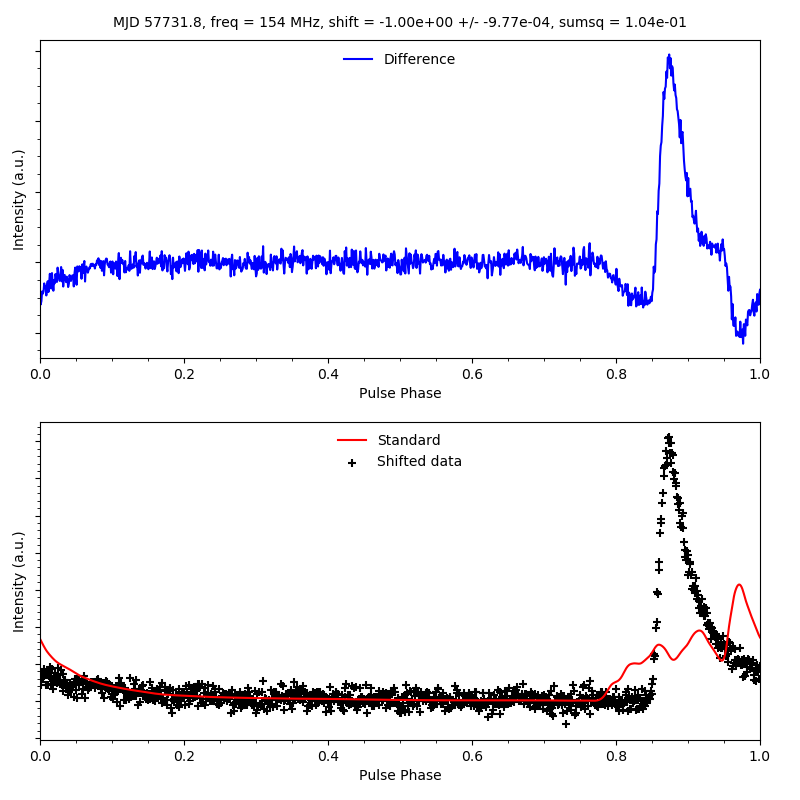 MJD 57731.8, freq = 154 MHz, shift = -1.00e+00 +/- -9.77e-04, sumsq = 1.04e-01
Difference
Intensity (a.u.)
0.0 0.2 0.4 0.6 0.8 1.0
Pulse Phase
Standard
Shifted data
Intensity (a.u.)
0.0 0.2 0.4 0.6 0.8 1.0
Pulse Phase